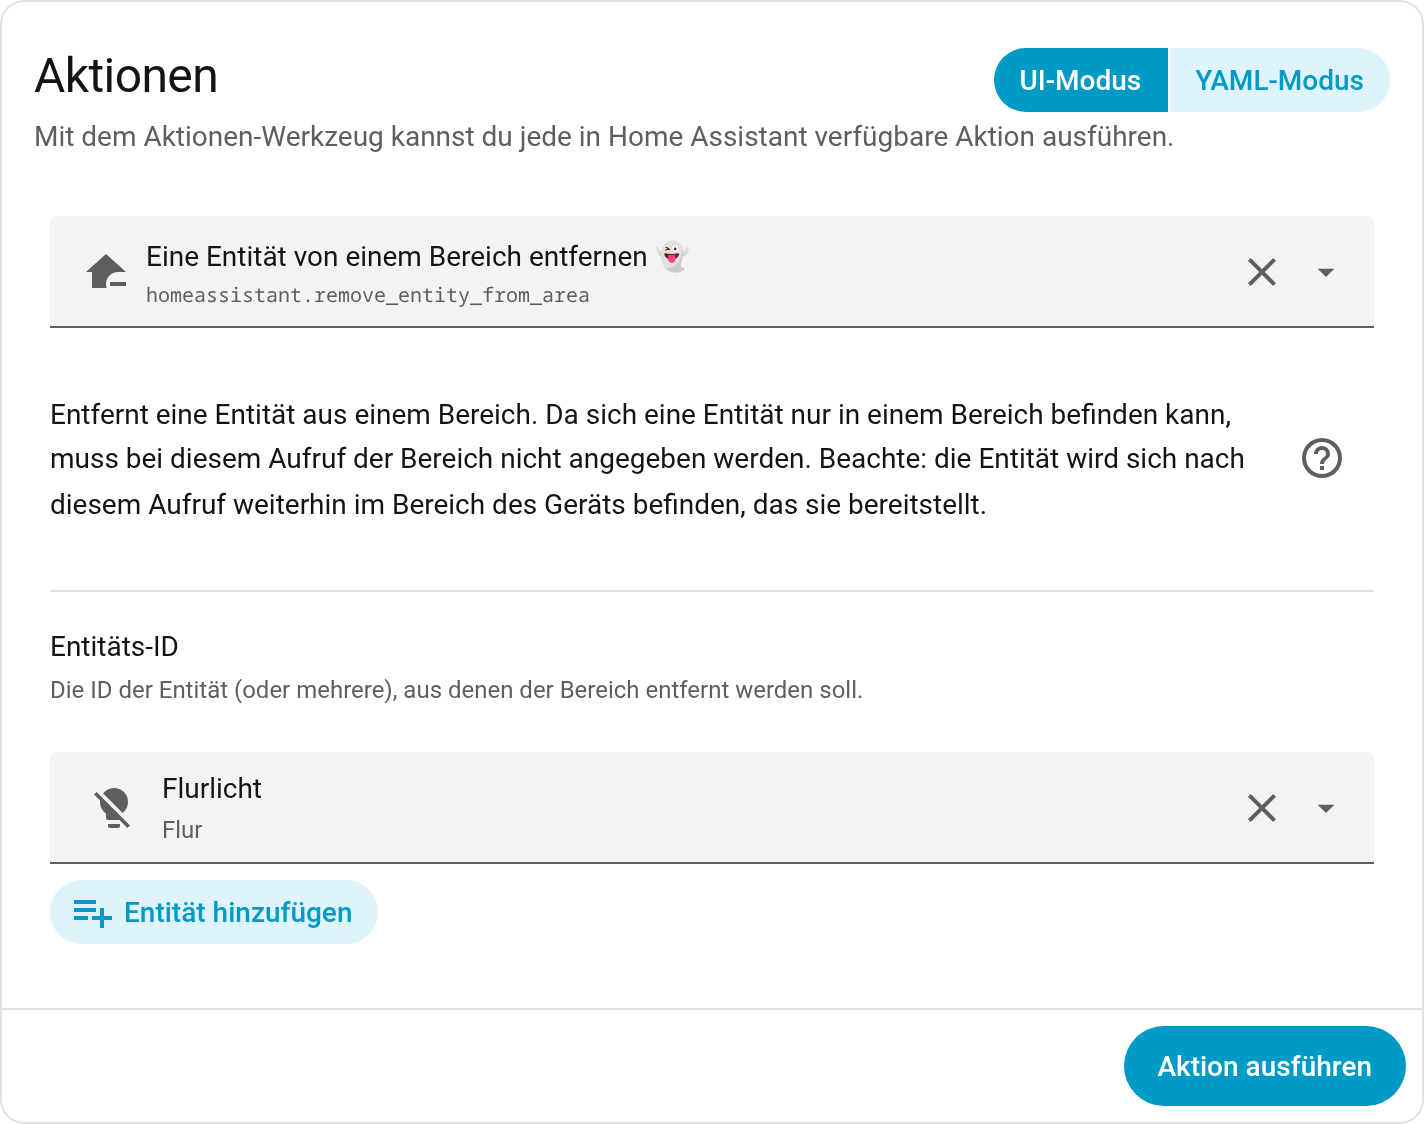 Aktionen
UI-Modus
YAML-Modus
Mit dem Aktionen-Werkzeug kannst du jede in Home Assistant verfügbare Aktion ausführen.
Eine Entität von einem Bereich entfernen 👻
homeassistant.remove_entity_from_area
Entfernt eine Entität aus einem Bereich. Da sich eine Entität nur in einem Bereich befinden kann,
muss bei diesem Aufruf der Bereich nicht angegeben werden. Beachte: die Entität wird sich nach
diesem Aufruf weiterhin im Bereich des Geräts befinden, das sie bereitstellt.
Entitäts-ID
Die ID der Entität (oder mehrere), aus denen der Bereich entfernt werden soll.
Flurlicht
Flur
Entität hinzufügen
Aktion ausführen